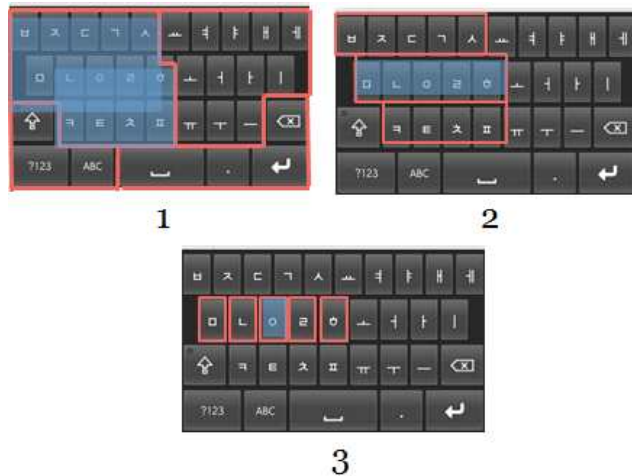 ㅂ ㅈ ㄷ ㄱ ㅅ ㅛ ㅕ ㅑ ㅐ ㅔ
ㅁ ㄴ ㅇ ㄹ ㅎ ㅗ ㅓ ㅏ ㅣ
ㅋ ㅌ ㅊ ㅍ ㅠ ㅜ ㅡ
?123 ABC .
1
ㅂ ㅈ ㄷ ㄱ ㅅ ㅛ ㅕ ㅑ ㅐ ㅔ
ㅁ ㄴ ㅇ ㄹ ㅎ ㅗ ㅓ ㅏ ㅣ
ㅋ ㅌ ㅊ ㅍ ㅠ ㅜ ㅡ
?123 ABC .
2
ㅂ ㅈ ㄷ ㄱ ㅅ ㅛ ㅕ ㅑ ㅐ ㅔ
ㅁ ㄴ ㅇ ㄹ ㅎ ㅗ ㅓ ㅏ ㅣ
ㅋ ㅌ ㅊ ㅍ ㅠ ㅜ ㅡ
?123 ABC .
3